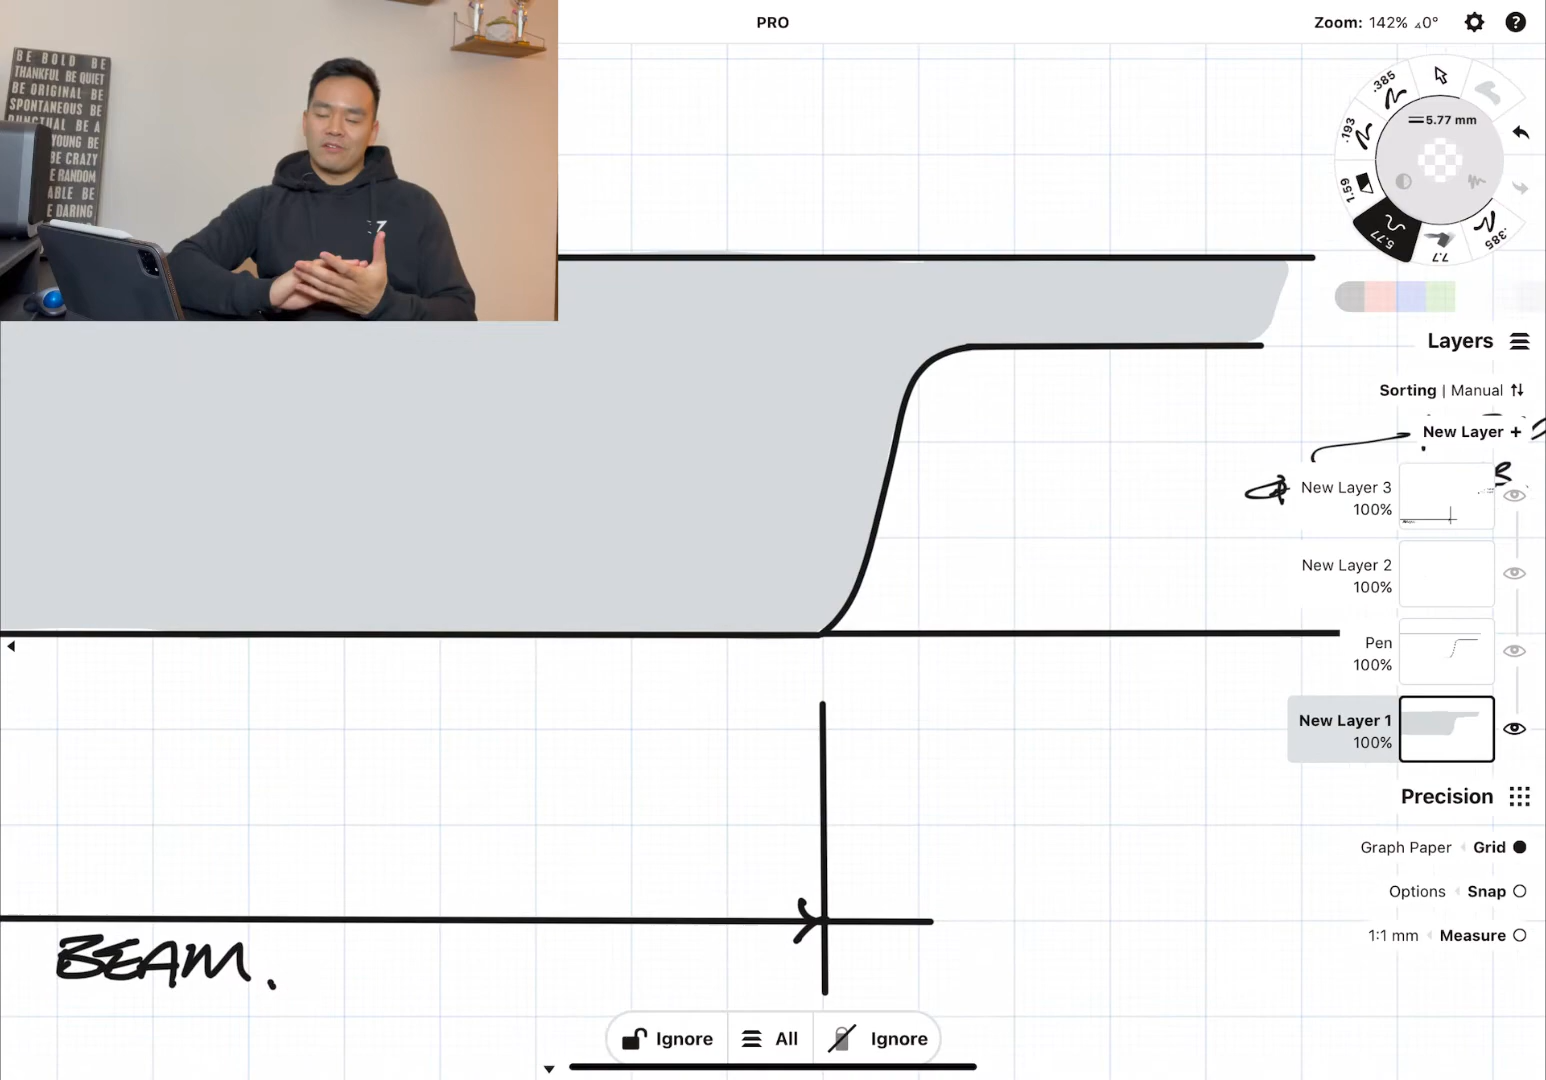 BE BOLD BE
THANKFUL BE QUIET
BE ORIGINAL BE
SPONTANEOUS BE
PUNCTUAL BE A
YOUNG BE
BE CRAZY
E RANDOM
ABLE BE
E DARING
PRO
Zoom: 142% ⊿0°
.385
.193
1.59
5.77
7.7
.385
5.77 mm
Layers
Sorting | Manual
New Layer +
New Layer 3
100%
New Layer 2
100%
Pen
100%
New Layer 1
100%
Precision
Graph Paper Grid
Options Snap
1:1 mm Measure
BEAM.
Ignore All Ignore